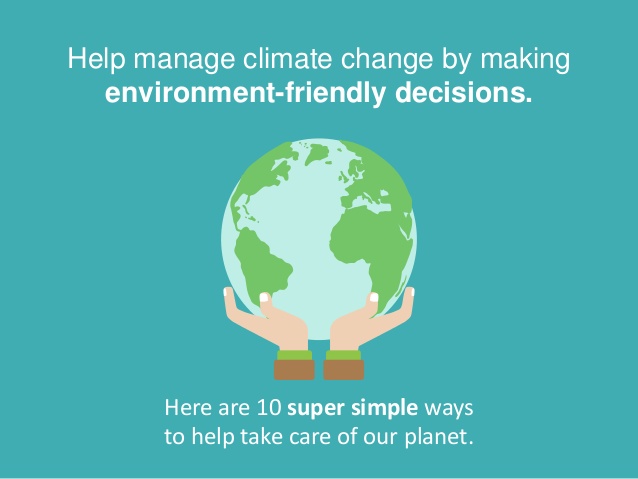 Help manage climate change by making
environment-friendly decisions.
Here are 10 super simple ways
to help take care of our planet.